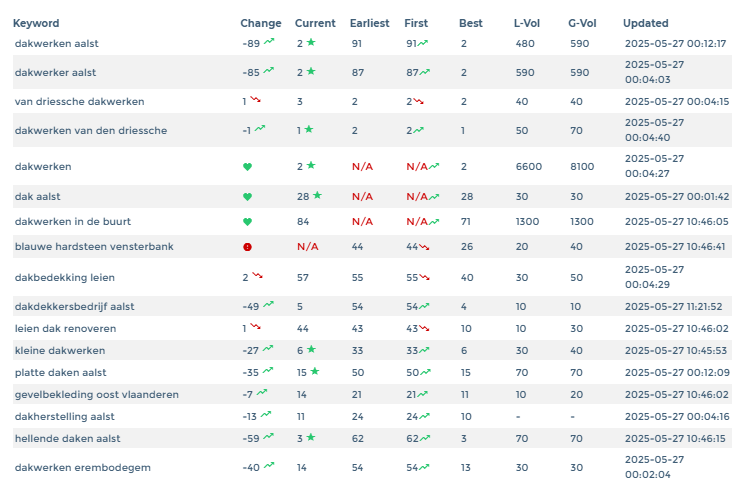 Keyword Change Current Earliest First Best L-Vol G-Vol Updated
dakwerken aalst -89 2 91 91 2 480 590 2025-05-27 00:12:17
dakwerker aalst -85 2 87 87 2 590 590 2025-05-27
00:04:03
van driessche dakwerken 1 3 2 2 2 40 40 2025-05-27 00:04:15
dakwerken van den driessche -1 1 2 2 1 50 70 2025-05-27
00:04:40
dakwerken 2 N/A N/A 2 6600 8100 2025-05-27
00:04:27
dak aalst 28 N/A N/A 28 30 30 2025-05-27 00:01:42
dakwerken in de buurt 84 N/A N/A 71 1300 1300 2025-05-27 10:46:05
blauwe hardsteen vensterbank N/A 44 44 26 20 40 2025-05-27 10:46:41
dakbedekking leien 2 57 55 55 40 30 50 2025-05-27
00:04:29
dakdekkersbedrijf aalst -49 5 54 54 4 10 10 2025-05-27 11:21:52
leien dak renoveren 1 44 43 43 10 10 30 2025-05-27 10:46:02
kleine dakwerken -27 6 33 33 6 30 40 2025-05-27 10:45:53
platte daken aalst -35 15 50 50 15 70 70 2025-05-27 00:12:09
gevelbekleding oost vlaanderen -7 14 21 21 11 10 20 2025-05-27 10:46:02
dakherstelling aalst -13 11 24 24 10 - - 2025-05-27 00:04:16
hellende daken aalst -59 3 62 62 3 70 70 2025-05-27 10:46:15
dakwerken erembodegem -40 14 54 54 13 30 30 2025-05-27
00:02:04